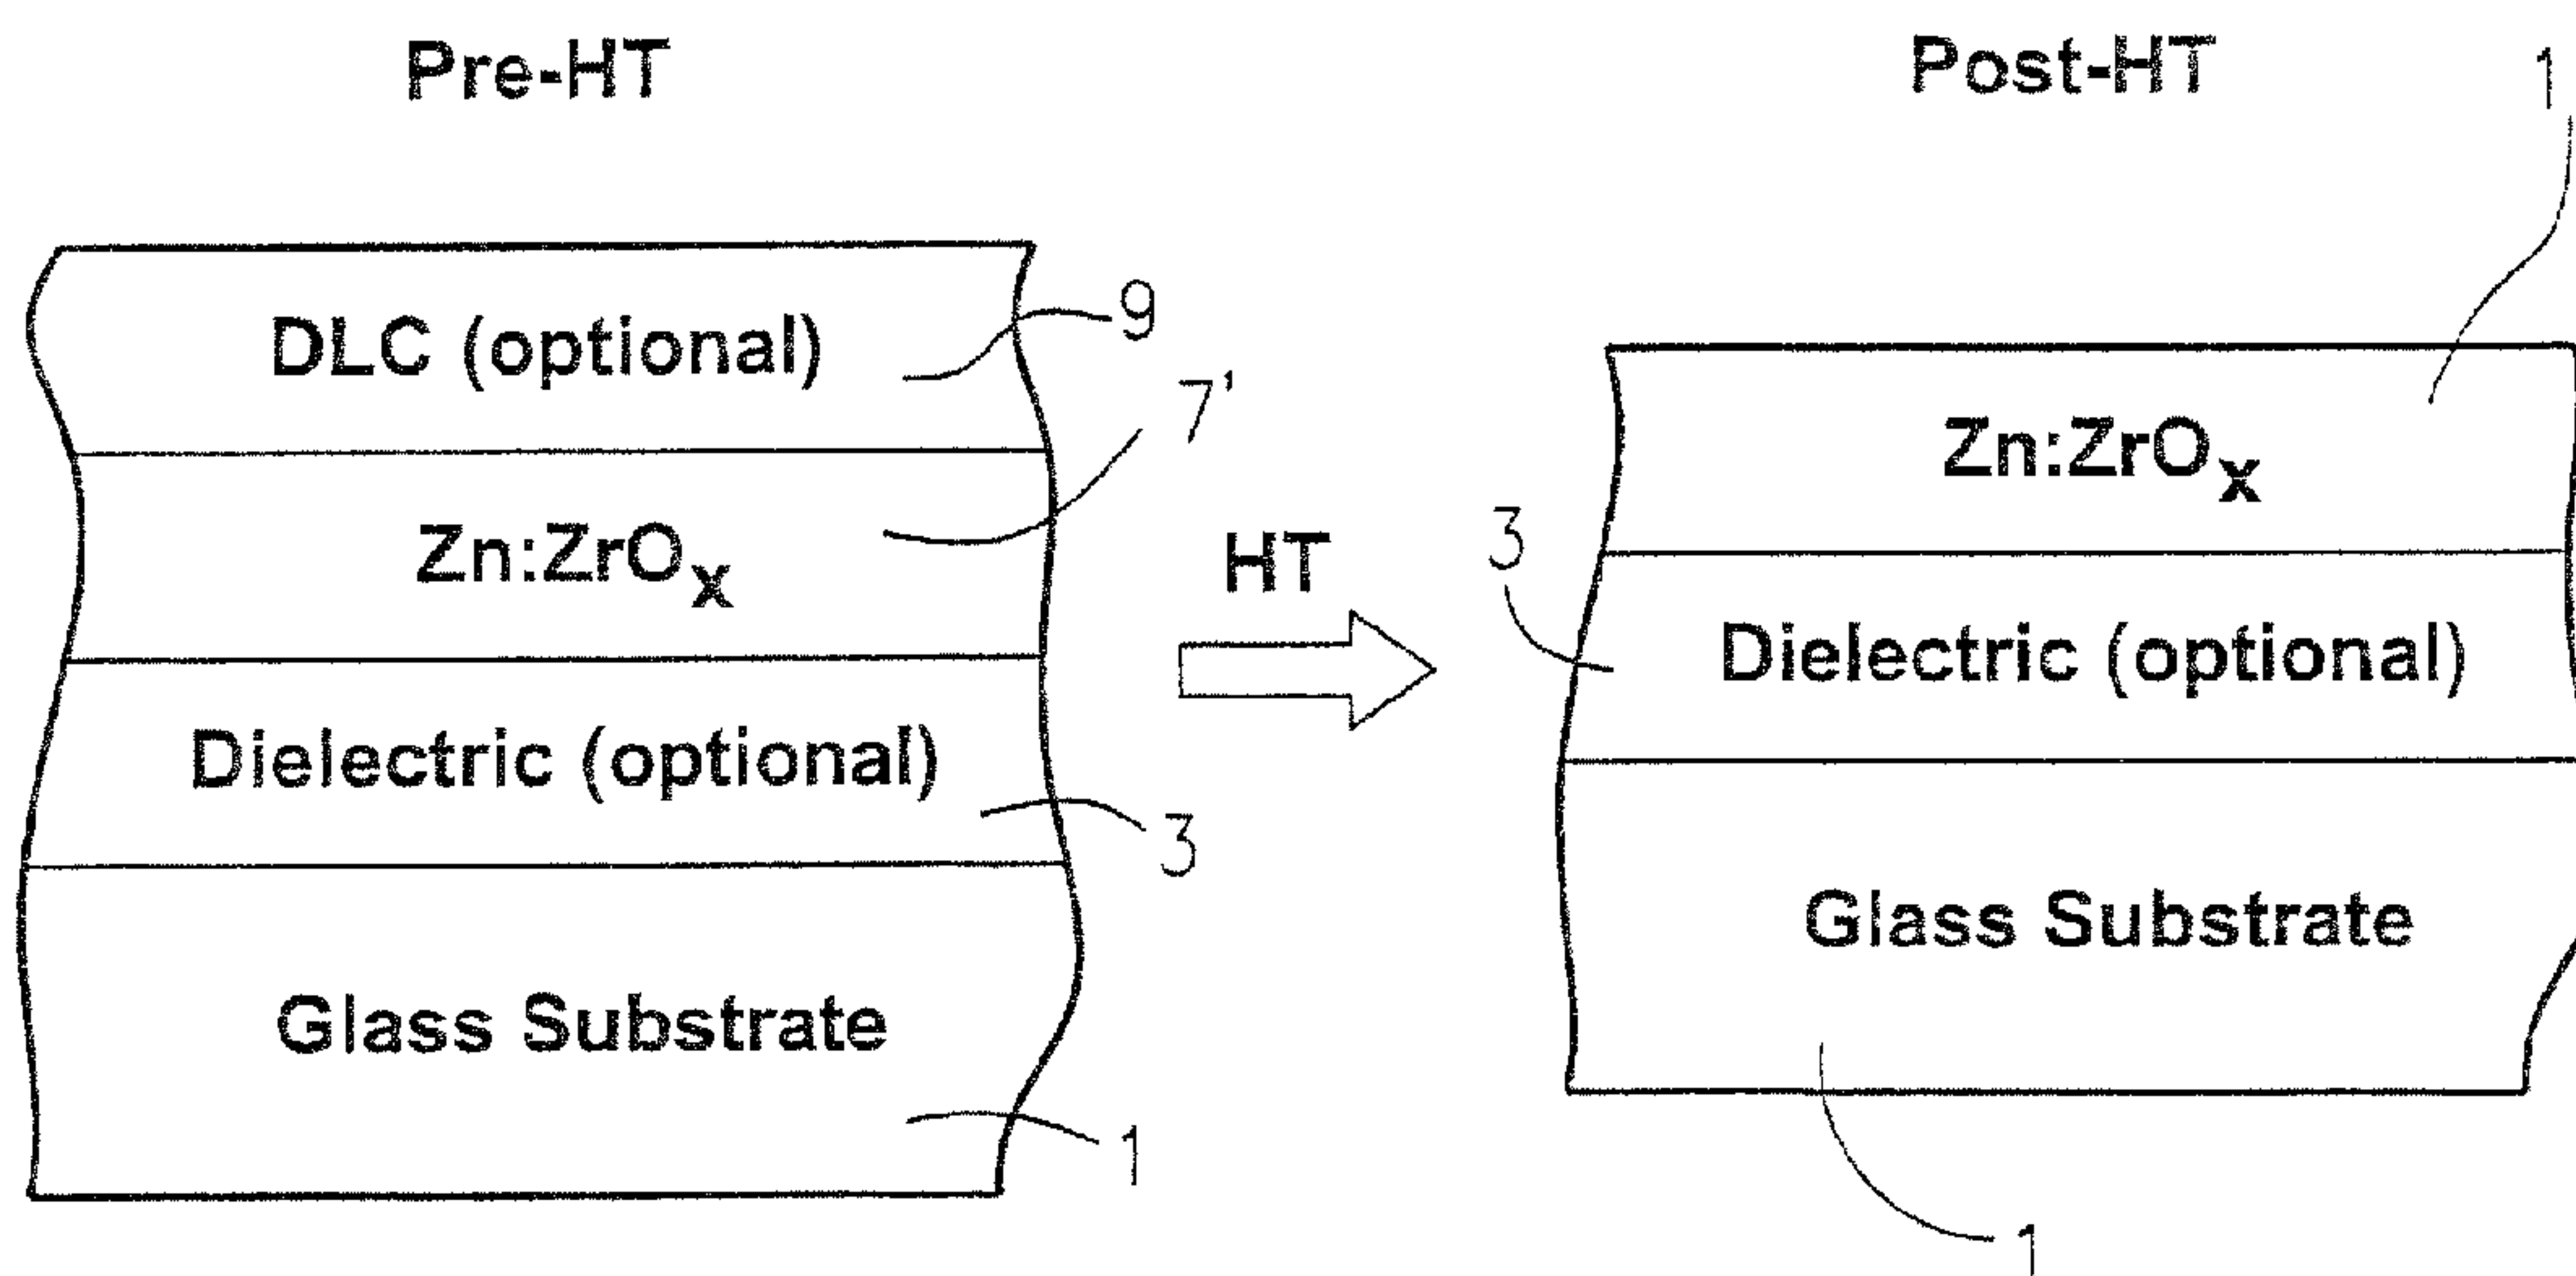 Pre-HT
DLC (optional)
9
7'
Zn:ZrOx
Dielectric (optional)
3
Glass Substrate
1
HT
Post-HT
1
Zn:ZrOx
3
Dielectric (optional)
Glass Substrate
1